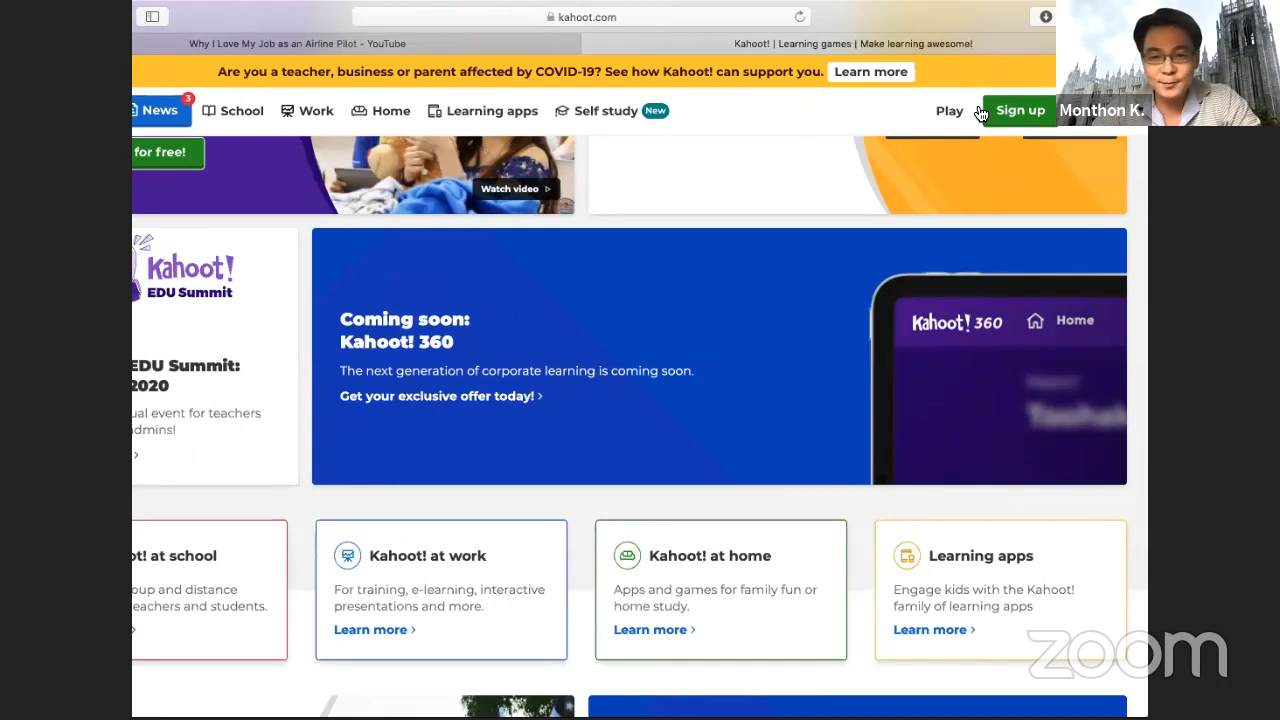 kahoot.com
Why I Love My Job as an Airline Pilot - YouTube
Kahoot! | Learning games | Make learning awesome!
Are you a teacher, business or parent affected by COVID-19? See how Kahoot! can support you.
Learn more
News
3
School
Work
Home
Learning apps
Self study
New
Play
Sign up
Monthon K.
for free!
Watch video
Kahoot!
EDU Summit
EDU Summit:
2020
ual event for teachers
admins!
Coming soon:
Kahoot! 360
The next generation of corporate learning is coming soon.
Get your exclusive offer today!
Kahoot! 360
Home
ot! at school
oup and distance
eachers and students.
Kahoot! at work
For training, e-learning, interactive
presentations and more.
Learn more
Kahoot! at home
Apps and games for family fun or
home study.
Learn more
Learning apps
Engage kids with the Kahoot!
family of learning apps
Learn more
zoom